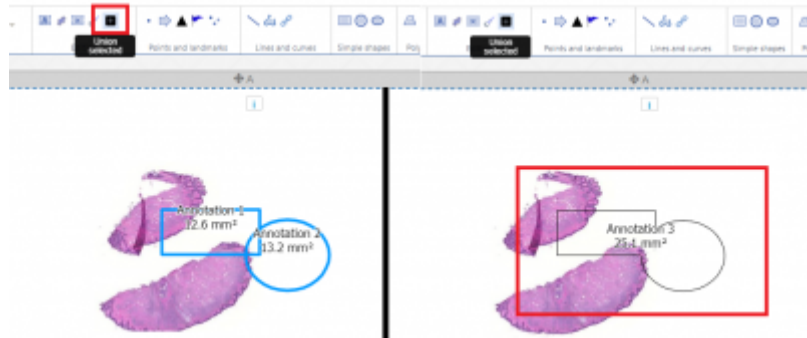 Union
selected
Points and landmarks
Lines and curves
Simple shapes
Union
selected
Points and landmarks
Lines and curves
Simple shapes
A
A
i
i
Annotation 1
12.6 mm²
Annotation 2
13.2 mm²
Annotation 3
25.1 mm²